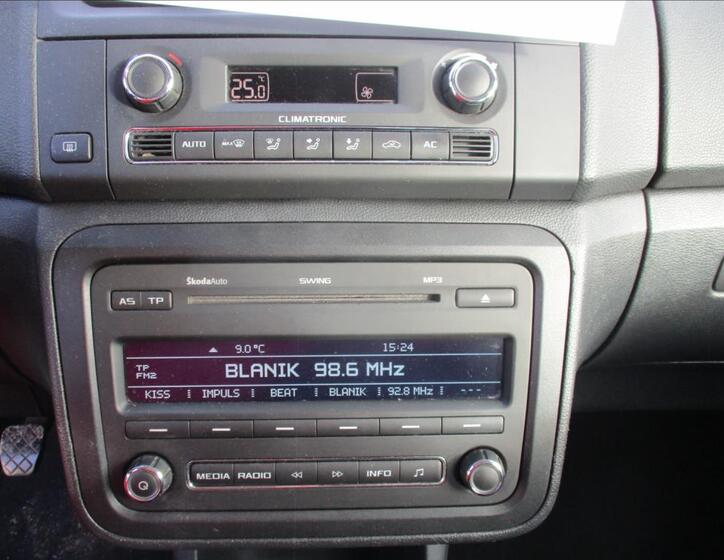 25.0 °C
CLIMATRONIC
AUTO MAX AC
ŠkodaAuto SWING MP3
AS TP
9.0°C 15:24
TP
FM2
BLANIK 98.6 MHz
KISS IMPULS BEAT BLANIK 92.8 MHz ---
MEDIA RADIO INFO